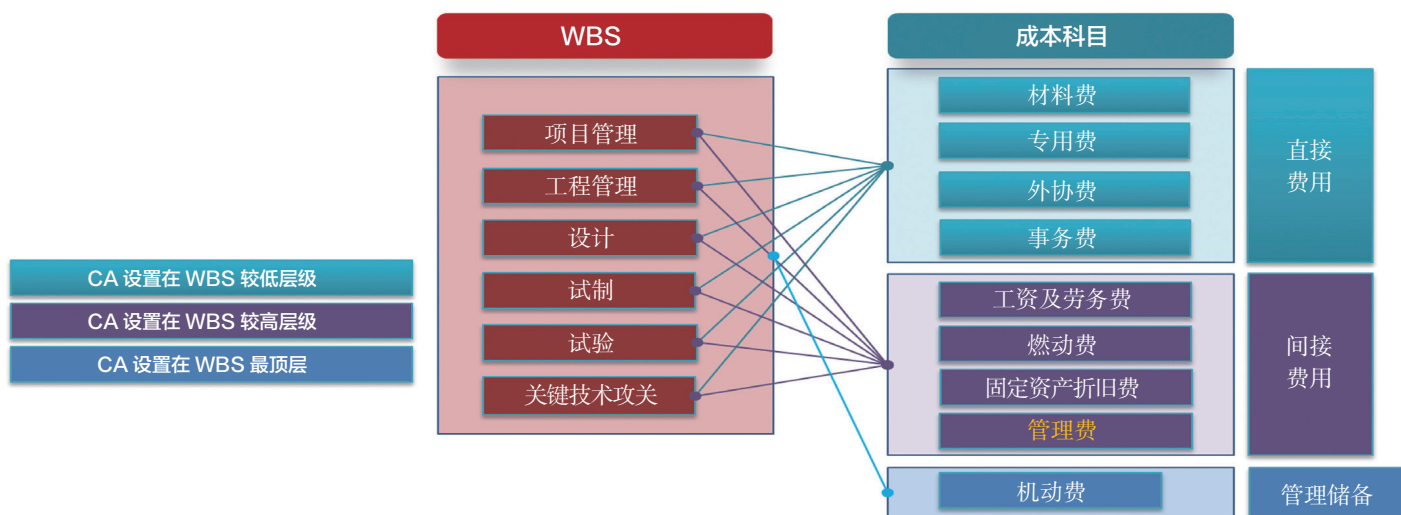 WBS
成本科目
项目管理
工程管理
设计
试制
试验
关键技术攻关
材料费
专用费
外协费
事务费
直接
费用
工资及劳务费
燃动费
固定资产折旧费
管理费
间接
费用
机动费
管理储备
CA 设置在 WBS 较低层级
CA 设置在 WBS 较高层级
CA 设置在 WBS 最顶层